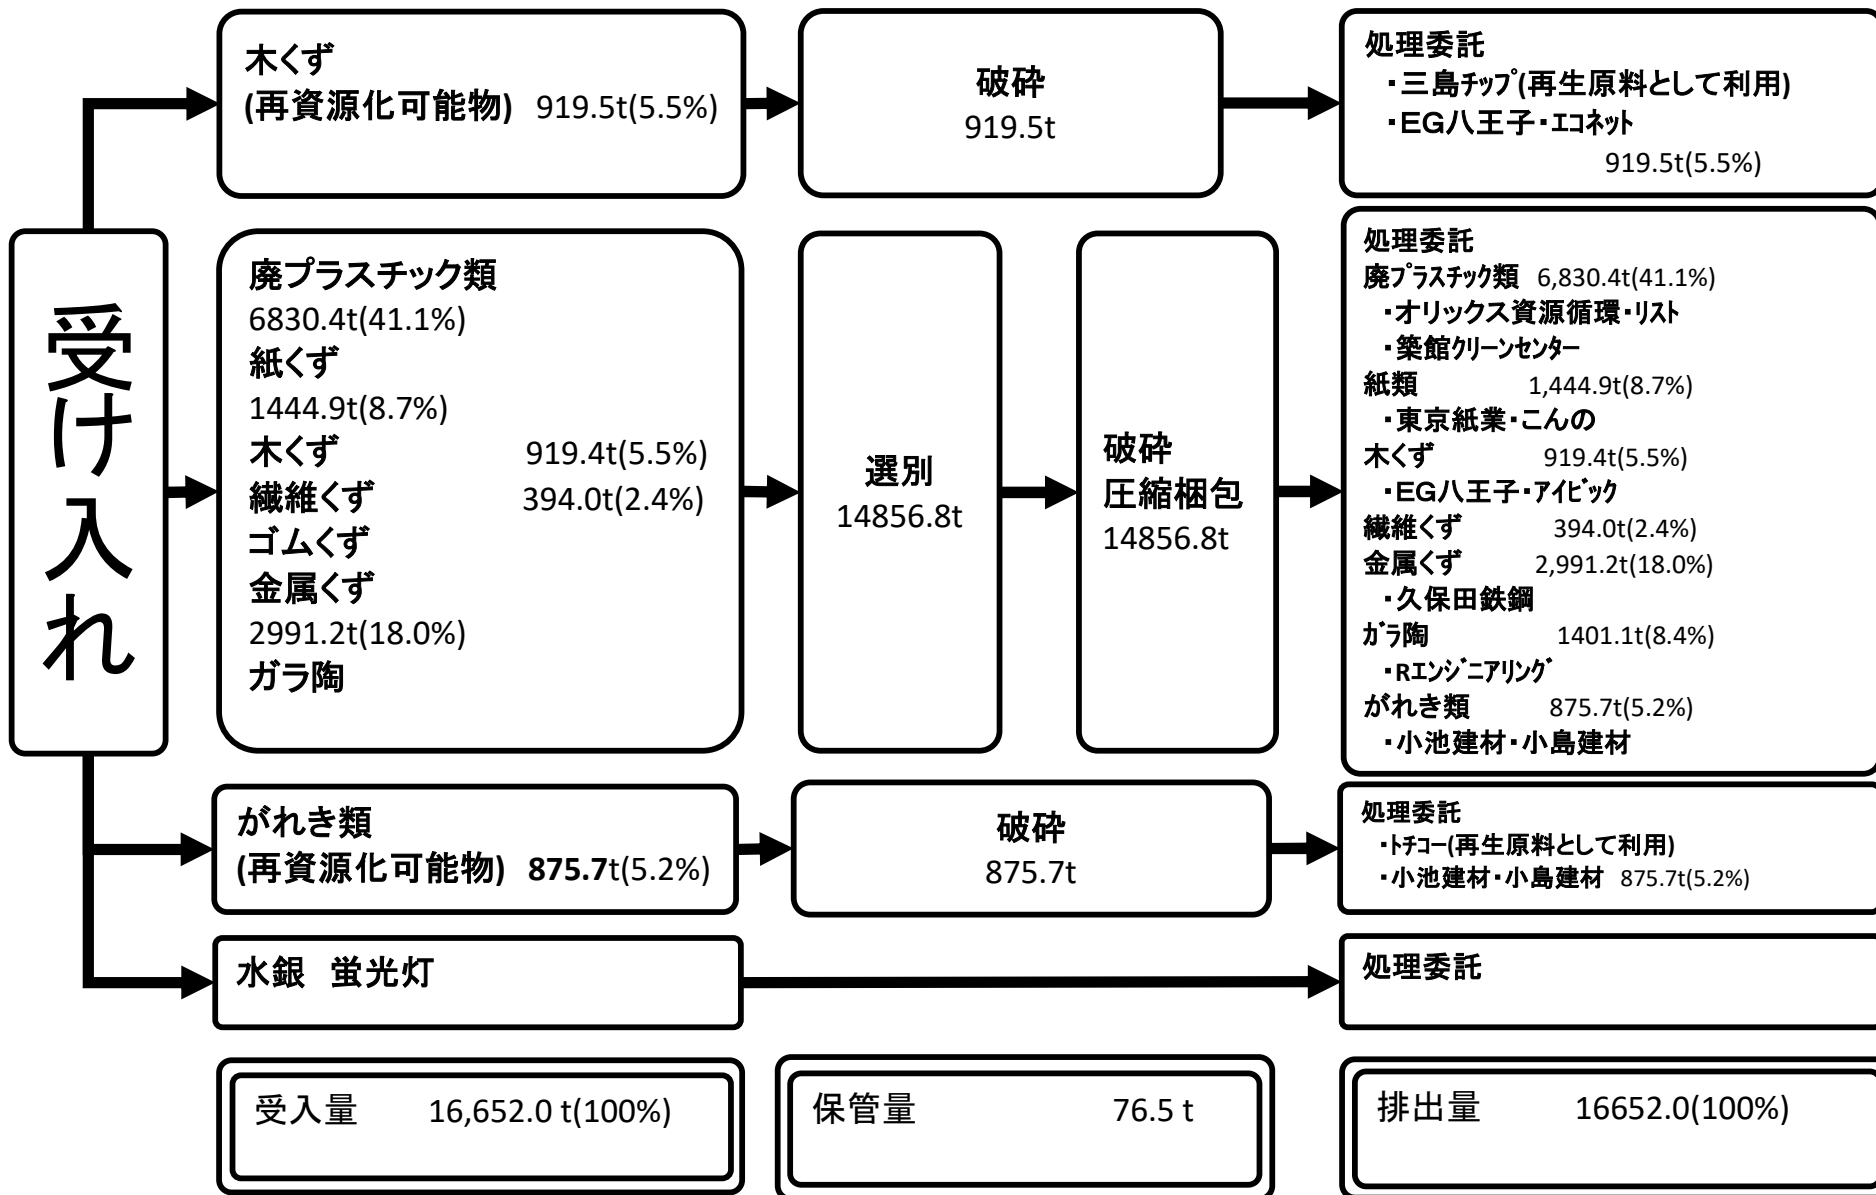 受け入れ
木くず
(再資源化可能物) 919.5t(5.5%)
破砕
919.5t
処理委託
・三島チップ(再生原料として利用)
・EG八王子・エコネット
919.5t(5.5%)
廃プラスチック類
6830.4t(41.1%)
紙くず
1444.9t(8.7%)
木くず 919.4t(5.5%)
繊維くず 394.0t(2.4%)
ゴムくず
金属くず
2991.2t(18.0%)
ガラ陶
選別
14856.8t
破砕
圧縮梱包
14856.8t
処理委託
廃プラスチック類 6,830.4t(41.1%)
・オリックス資源循環・リスト
・築館クリーンセンター
紙類 1,444.9t(8.7%)
・東京紙業・こんの
木くず 919.4t(5.5%)
・EG八王子・アイビック
繊維くず 394.0t(2.4%)
金属くず 2,991.2t(18.0%)
・久保田鉄鋼
ガラ陶 1401.1t(8.4%)
・Rエンジニアリング
がれき類 875.7t(5.2%)
・小池建材・小島建材
がれき類
(再資源化可能物) 875.7t(5.2%)
破砕
875.7t
処理委託
・トチコー(再生原料として利用)
・小池建材・小島建材 875.7t(5.2%)
水銀 蛍光灯
処理委託
受入量 16,652.0 t(100%)
保管量 76.5 t
排出量 16652.0(100%)